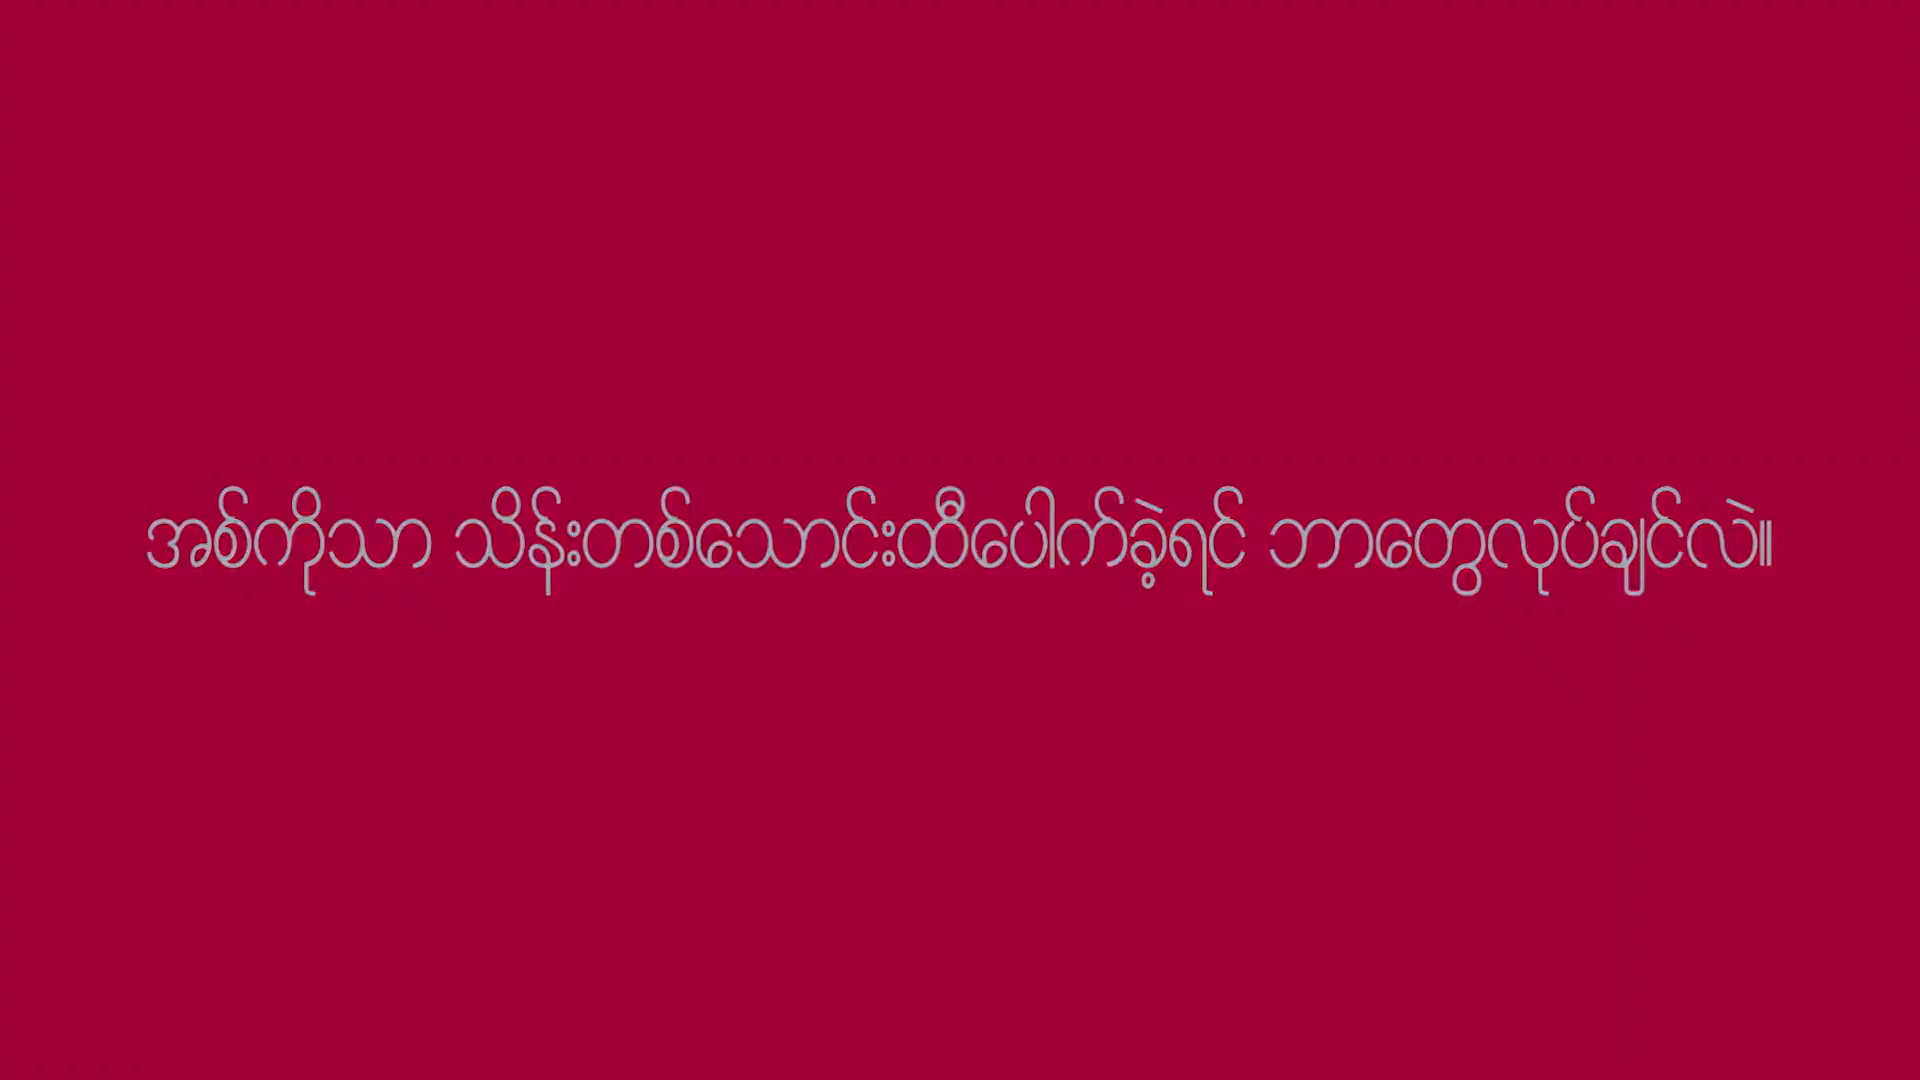 အစ်ကိုသာ သိန်းတစ်သောင်းထီပေါက်ခဲ့ရင် ဘာတွေလုပ်ချင်လဲ။